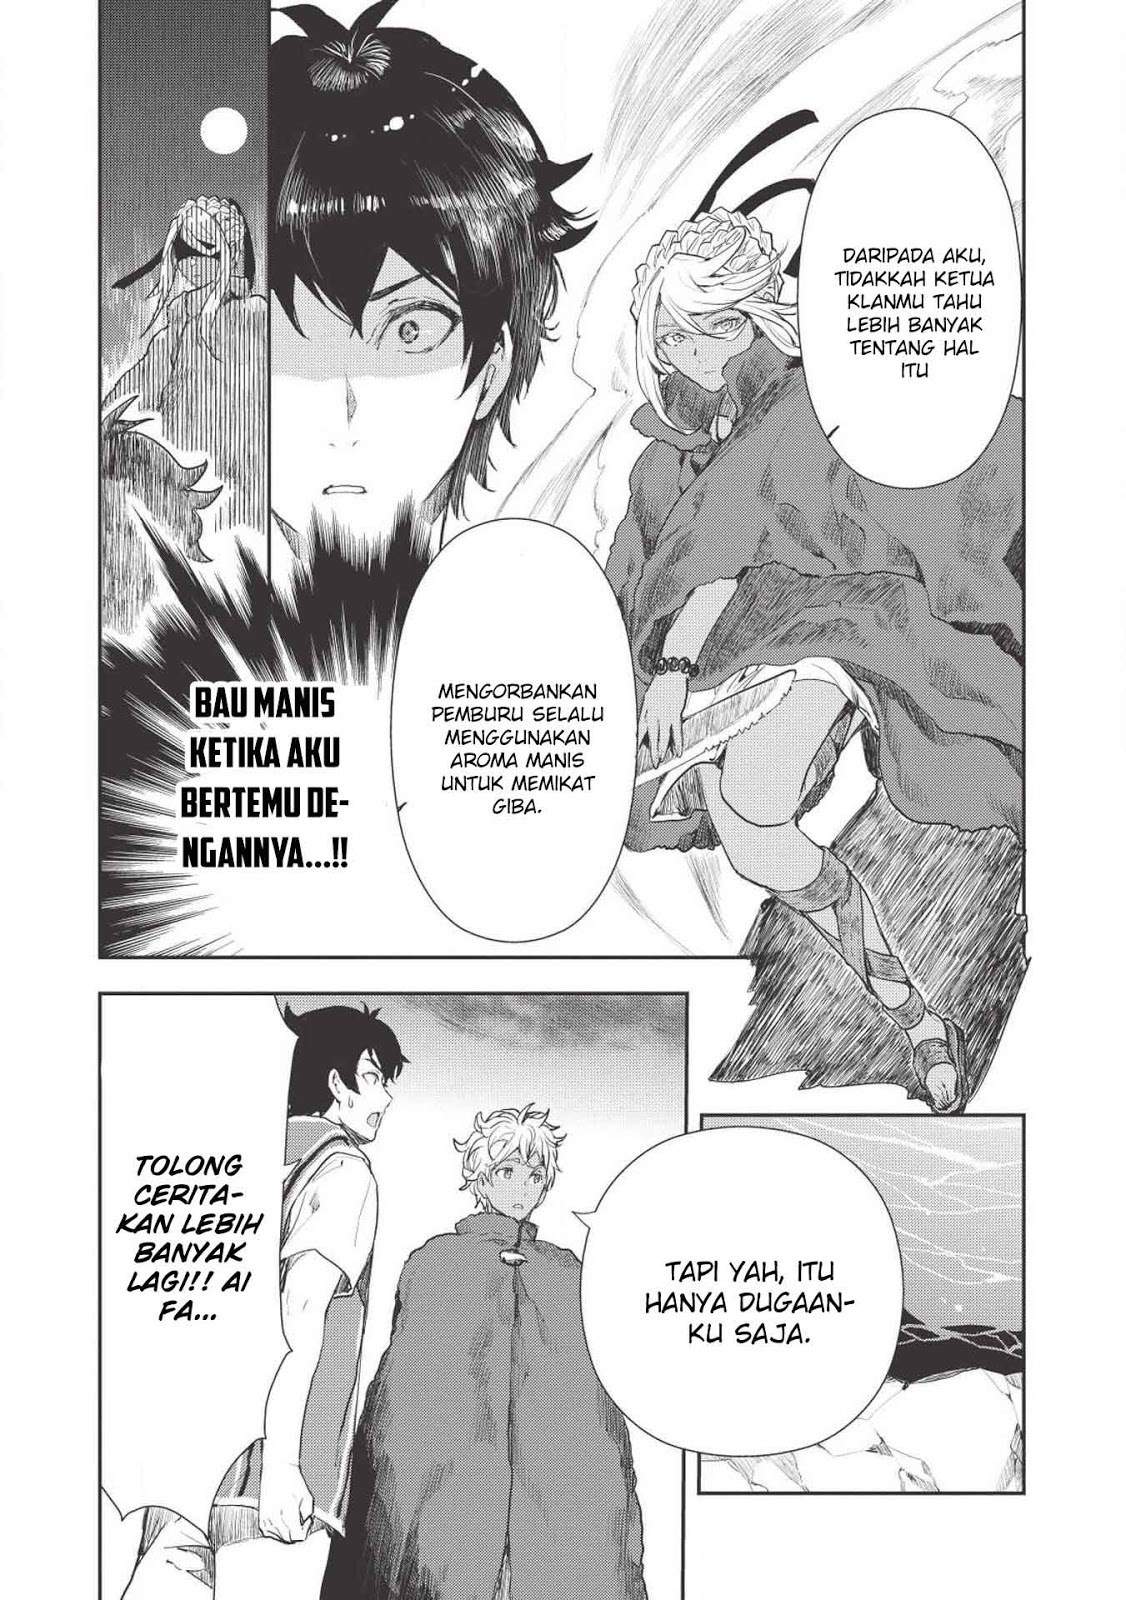 DARIPADA AKU,
TIDAKKAH KETUA
KLANMU TAHU
LEBIH BANYAK
TENTANG HAL
ITU
MENGORBANKAN
PEMBURU SELALU
MENGGUNAKAN
AROMA MANIS
UNTUK MEMIKAT
GIBA.
BAU MANIS
KETIKA AKU
BERTEMU DE-
NGANNYA...!!
TAPI YAH, ITU
HANYA DUGAAN-
KU SAJA.
TOLONG
CERITA-
KAN LEBIH
BANYAK
LAGI!! AI
FA...